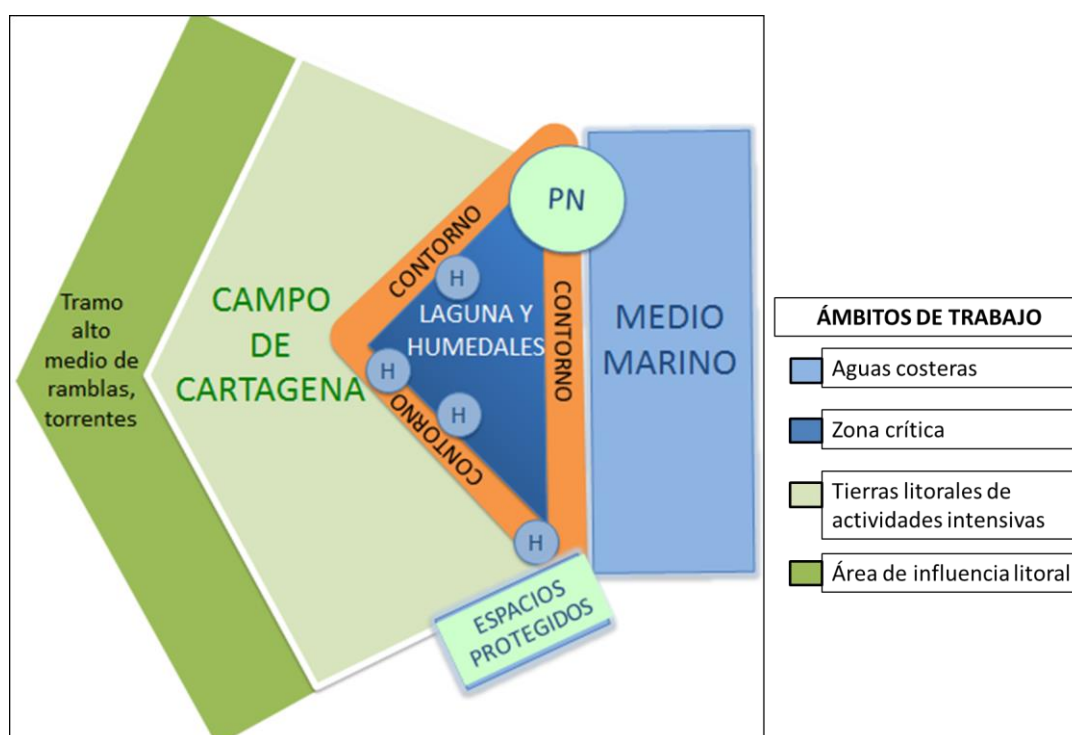 Tramo
alto
medio de
ramblas,
torrentes
CAMPO
DE
CARTAGENA
CONTORNO
PN
H
LAGUNA Y
HUMEDALES
H
H
CONTORNO
CONTORNO
H
MEDIO
MARINO
ESPACIOS
PROTEGIDOS
ÁMBITOS DE TRABAJO
Aguas costeras
Zona crítica
Tierras litorales de
actividades intensivas
Área de influencia litoral